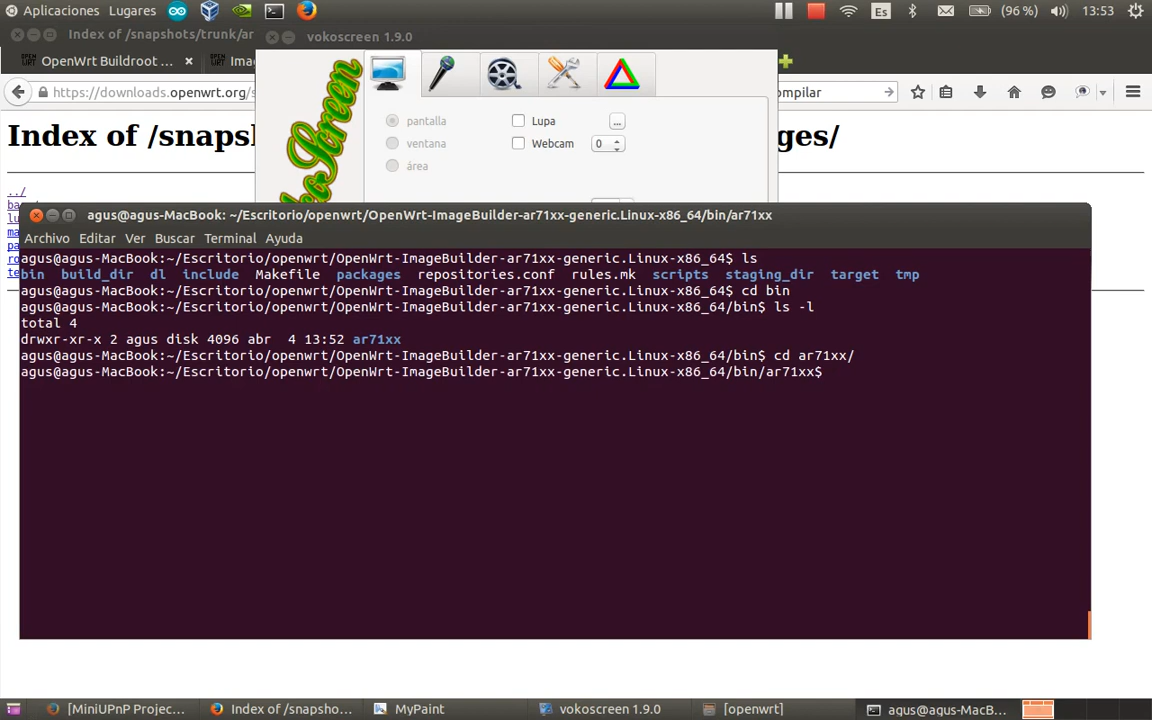 Aplicaciones Lugares Es (96 %) 13:53
Index of /snapshots/trunk/ar
vokoscreen 1.9.0
OpenWrt Buildroot ...
Ima
https://downloads.openwrt.org/s
ompilar
Index of /snaps
ges/
pantalla
Lupa
...
ventana
Webcam
0
área
../
ba
lu
ma
pa
ro
te
agus@agus-MacBook: ~/Escritorio/openwrt/OpenWrt-ImageBuilder-ar71xx-generic.Linux-x86_64/bin/ar71xx
Archivo Editar Ver Buscar Terminal Ayuda
agus@agus-MacBook:~/Escritorio/openwrt/OpenWrt-ImageBuilder-ar71xx-generic.Linux-x86_64$ ls
bin build_dir dl include Makefile packages repositories.conf rules.mk scripts staging_dir target tmp
agus@agus-MacBook:~/Escritorio/openwrt/OpenWrt-ImageBuilder-ar71xx-generic.Linux-x86_64$ cd bin
agus@agus-MacBook:~/Escritorio/openwrt/OpenWrt-ImageBuilder-ar71xx-generic.Linux-x86_64/bin$ ls -l
total 4
drwxr-xr-x 2 agus disk 4096 abr  4 13:52 ar71xx
agus@agus-MacBook:~/Escritorio/openwrt/OpenWrt-ImageBuilder-ar71xx-generic.Linux-x86_64/bin$ cd ar71xx/
agus@agus-MacBook:~/Escritorio/openwrt/OpenWrt-ImageBuilder-ar71xx-generic.Linux-x86_64/bin/ar71xx$
[MiniUPnP Projec... Index of /snapsho... MyPaint vokoscreen 1.9.0 [openwrt] agus@agus-MacB...